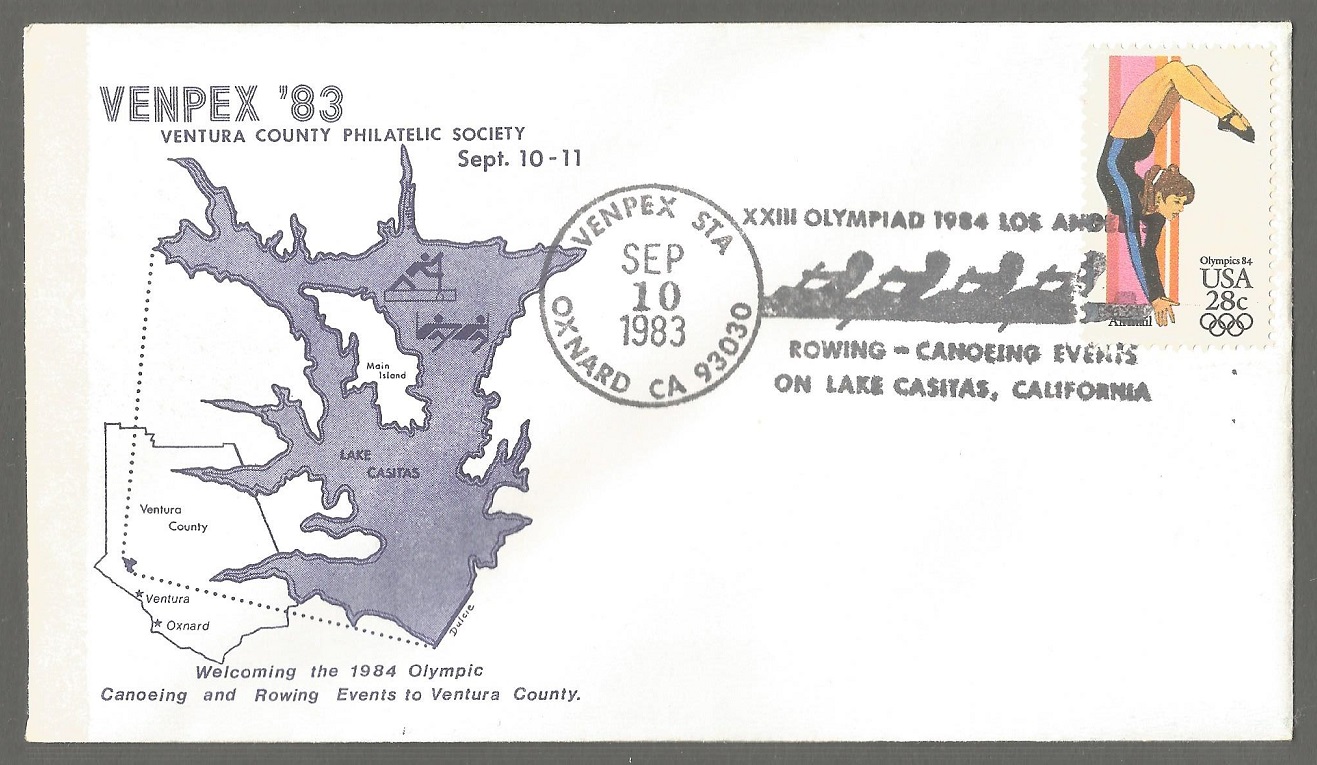 VENPEX '83
VENTURA COUNTY PHILATELIC SOCIETY
Sept. 10-11
Main
Island
LAKE
CASITAS
Ventura
County
Ventura
Oxnard
Dulcie
Welcoming the 1984 Olympic
Canoeing and Rowing Events to Ventura County.
VENPEX STA
SEP
10
1983
OXNARD CA 93030
XXIII OLYMPIAD 1984 LOS ANGELES
ROWING - CANOEING EVENTS
ON LAKE CASITAS, CALIFORNIA
Olympics 84
USA
28c
Airmail